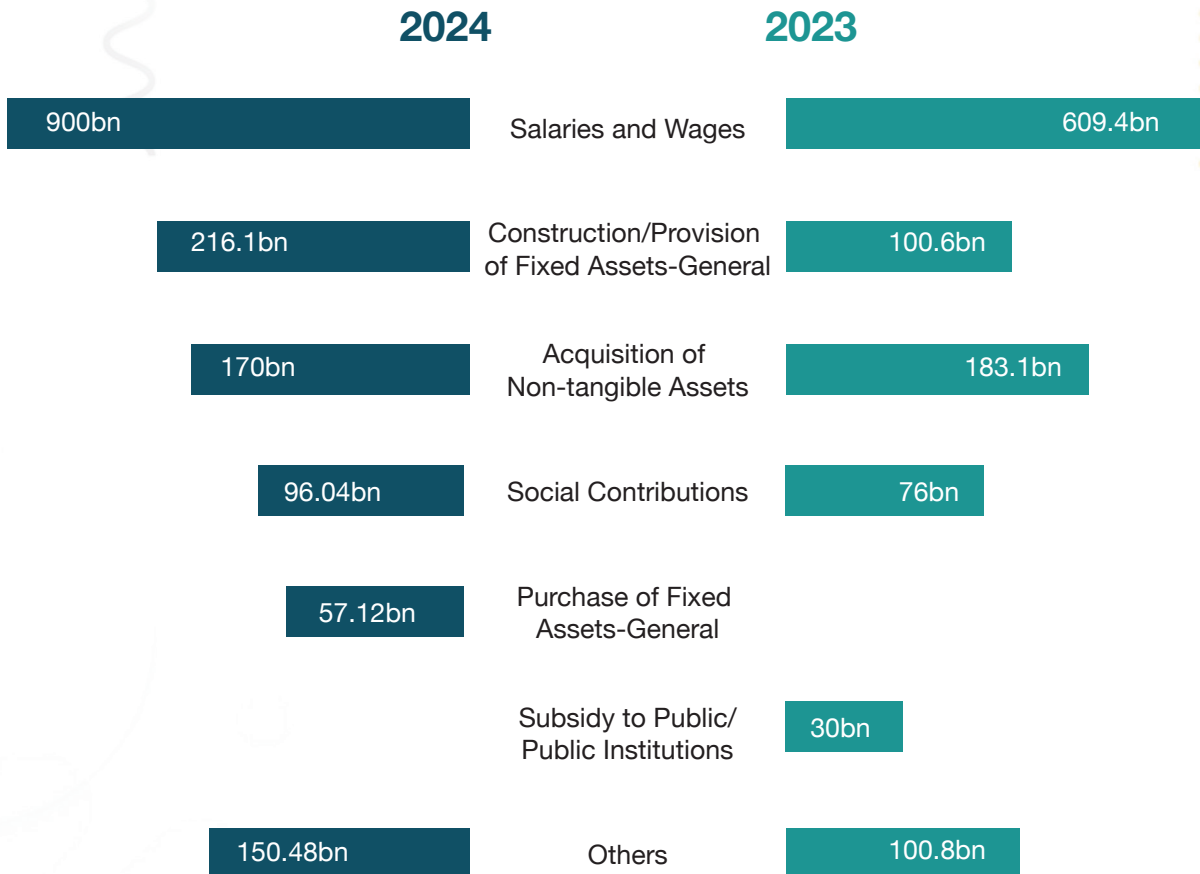 2024 2023
900bn Salaries and Wages 609.4bn
216.1bn Construction/Provision 100.6bn
of Fixed Assets-General
170bn Acquisition of 183.1bn
Non-tangible Assets
96.04bn Social Contributions 76bn
57.12bn Purchase of Fixed
Assets-General
Subsidy to Public/ 30bn
Public Institutions
150.48bn Others 100.8bn